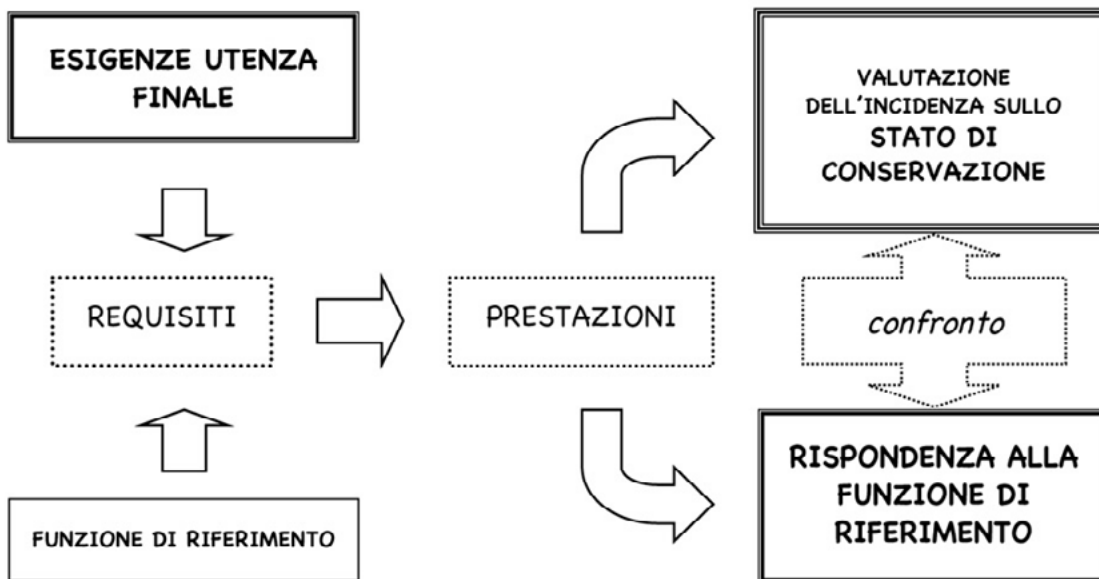 ESIGENZE UTENZA
FINALE
VALUTAZIONE
DELL'INCIDENZA SULLO
STATO DI
CONSERVAZIONE
REQUISITI
PRESTAZIONI
confronto
FUNZIONE DI RIFERIMENTO
RISPONDENZA ALLA
FUNZIONE DI
RIFERIMENTO